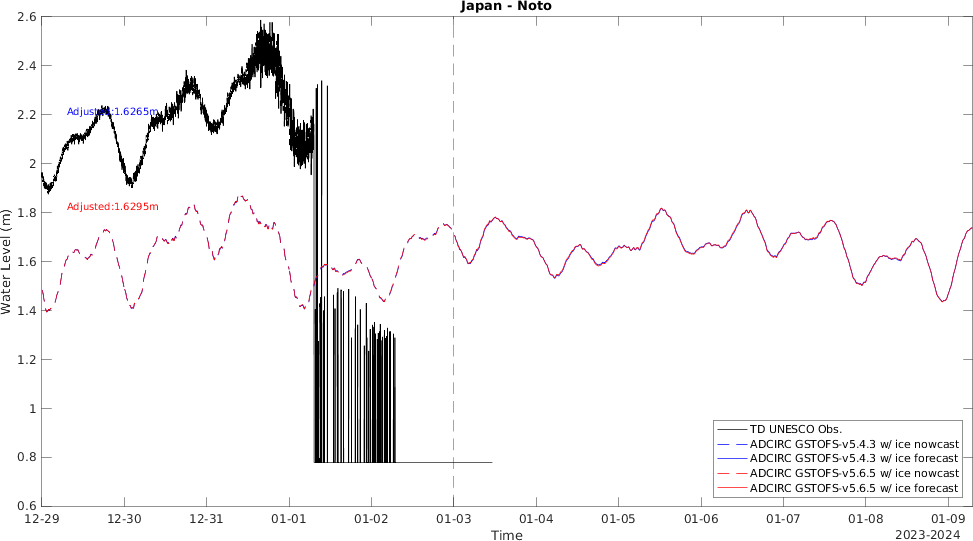 Japan - Noto
2.6
2.4
2.2
2
1.8
1.6
1.4
1.2
1
0.8
0.6
Water Level (m)
Adjusted:1.6265m
Adjusted:1.6295m
TD UNESCO Obs.
ADCIRC GSTOFS-v5.4.3 w/ ice nowcast
ADCIRC GSTOFS-v5.4.3 w/ ice forecast
ADCIRC GSTOFS-v5.6.5 w/ ice nowcast
ADCIRC GSTOFS-v5.6.5 w/ ice forecast
12-29 12-30 12-31 01-01 01-02 01-03 01-04 01-05 01-06 01-07 01-08 01-09
Time
2023-2024